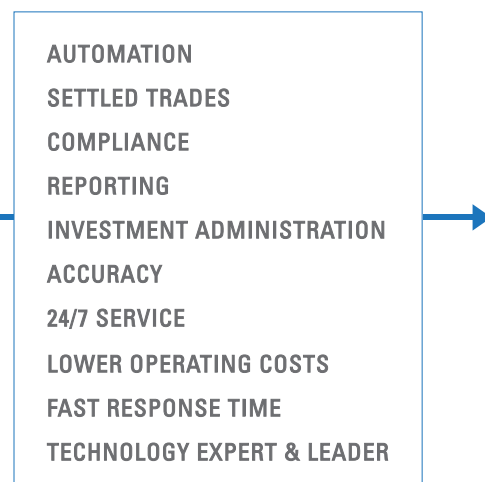 AUTOMATION
SETTLED TRADES
COMPLIANCE
REPORTING
INVESTMENT ADMINISTRATION
ACCURACY
24/7 SERVICE
LOWER OPERATING COSTS
FAST RESPONSE TIME
TECHNOLOGY EXPERT & LEADER